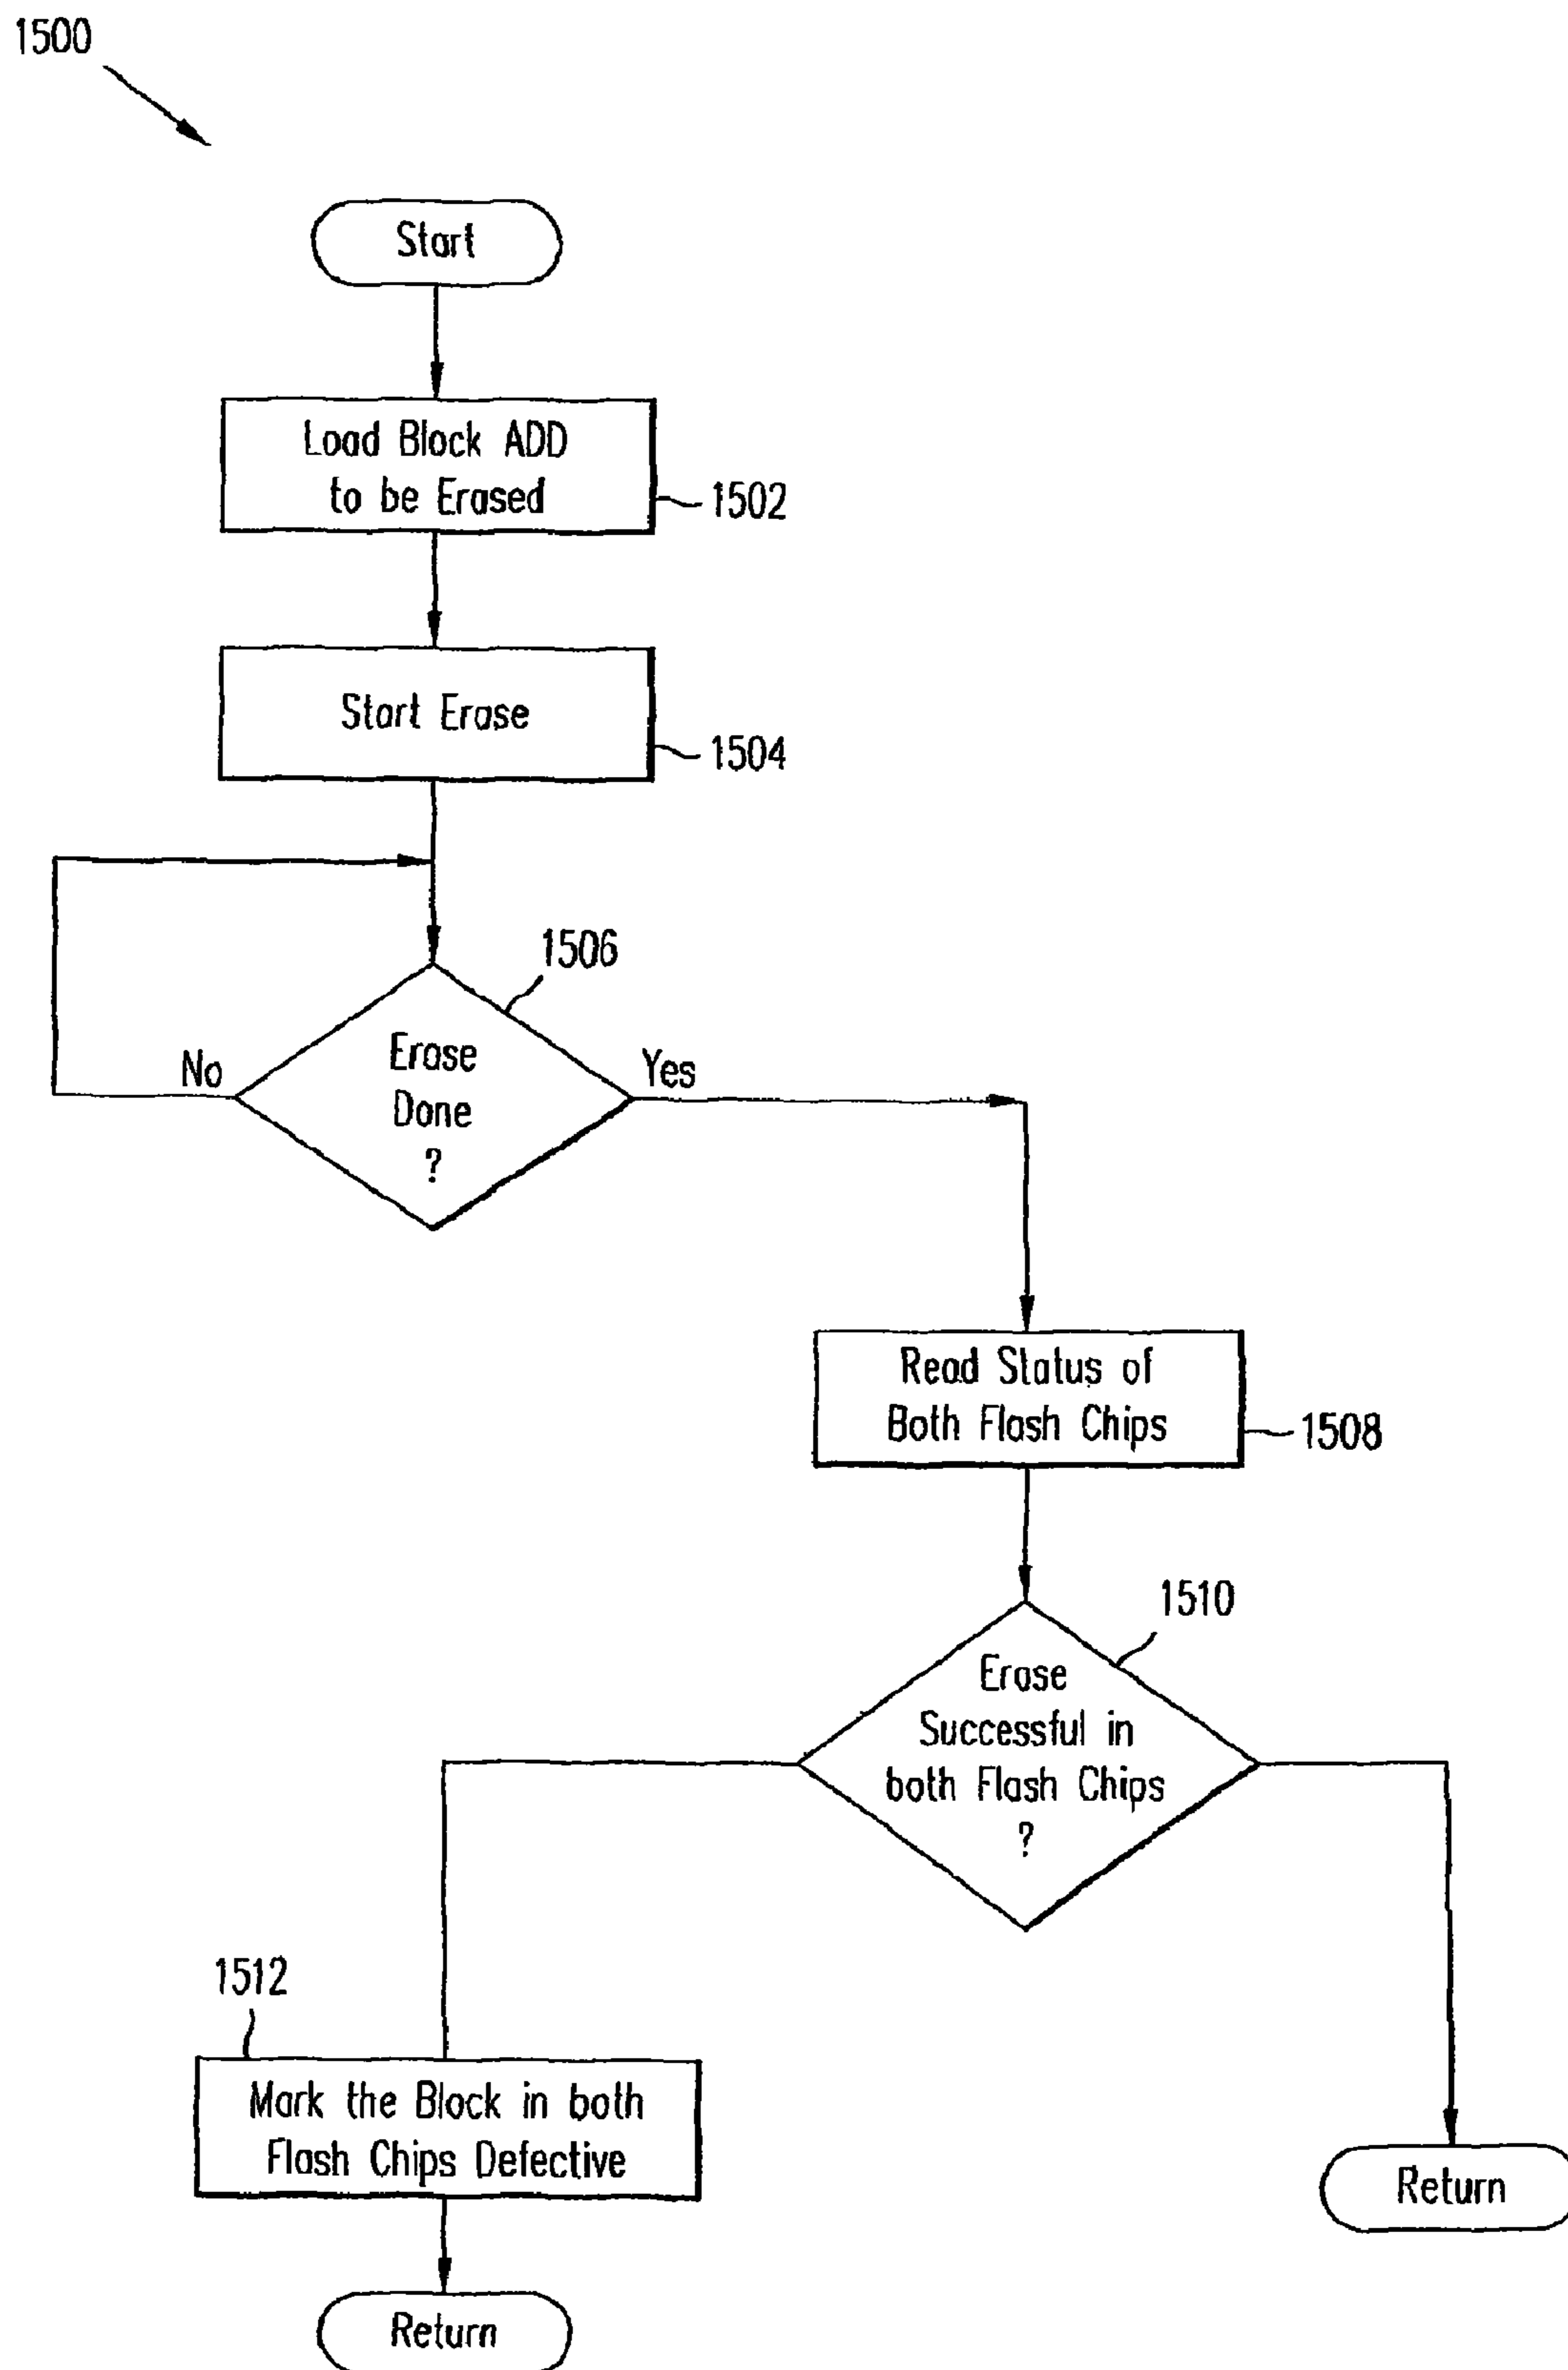 1500
Start
Load Block ADD
to be Erased
1502
Start Erase
1504
1506
Erase
Done
?
No
Yes
Read Status of
Both Flash Chips
1508
1510
Erase
Successful in
both Flash Chips
?
1512
Mark the Block in both
Flash Chips Defective
Return
Return